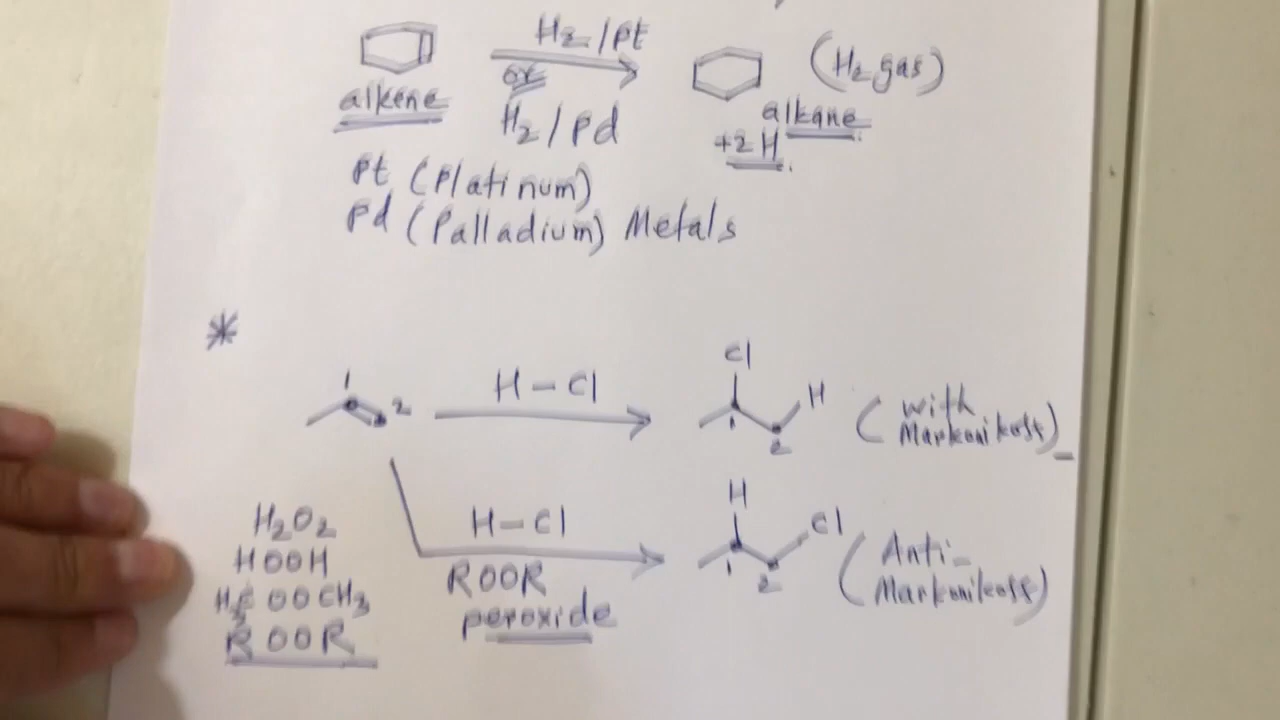 H2/Pt
or
H2/Pd
(H2 gas)
alkene
alkane
+2H
Pt (Platinum)
Pd (Palladium) Metals
*
1
2
H-Cl
Cl
H
1
2
(with Markonikoff)
H2O2
HOOH
H3COOCH3
ROOR
H-Cl
ROOR
peroxide
H
Cl
1
2
(Anti-
Markonikoff)